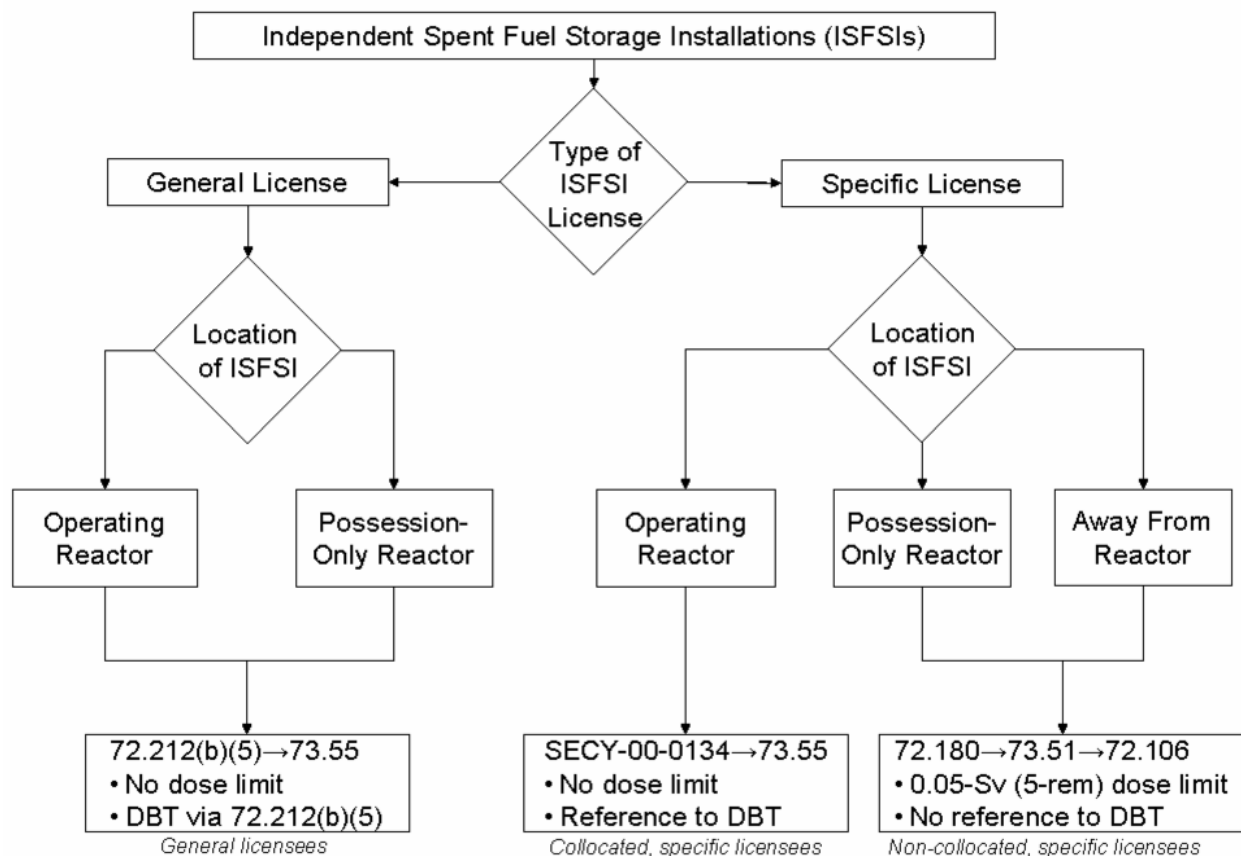 Independent Spent Fuel Storage Installations (ISFSIs)
Type of
ISFSI
License
General License
Specific License
Location
of ISFSI
Location
of ISFSI
Operating
Reactor
Possession-
Only Reactor
Operating
Reactor
Possession-
Only Reactor
Away From
Reactor
72.212(b)(5)→73.55
• No dose limit
• DBT via 72.212(b)(5)
General licensees
SECY-00-0134→73.55
• No dose limit
• Reference to DBT
Collocated, specific licensees
72.180→73.51→72.106
• 0.05-Sv (5-rem) dose limit
• No reference to DBT
Non-collocated, specific licensees